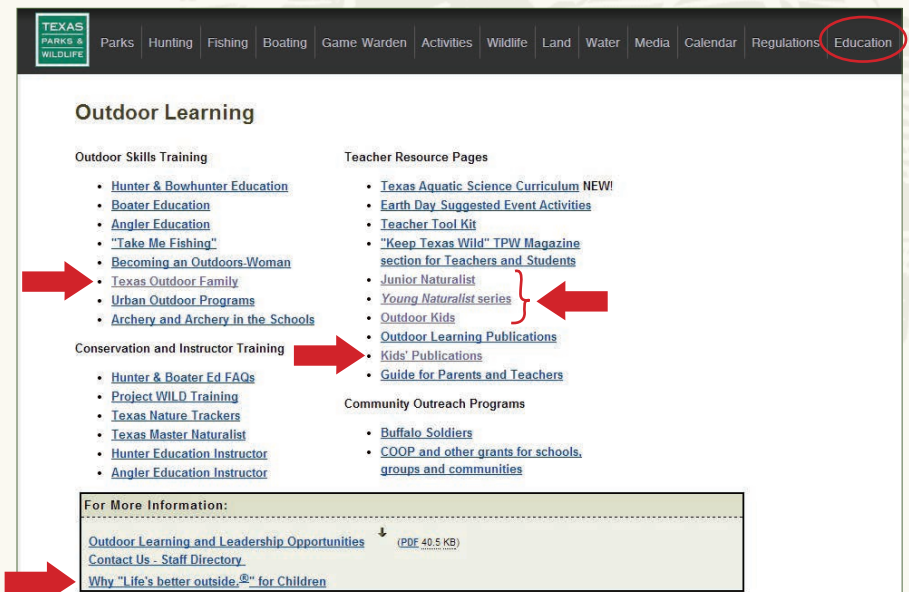 TEXAS
PARKS &
WILDLIFE
Parks Hunting Fishing Boating Game Warden Activities Wildlife Land Water Media Calendar Regulations Education
Outdoor Learning
Outdoor Skills Training
• Hunter & Bowhunter Education
• Boater Education
• Angler Education
• "Take Me Fishing"
• Becoming an Outdoors-Woman
• Texas Outdoor Family
• Urban Outdoor Programs
• Archery and Archery in the Schools
Conservation and Instructor Training
• Hunter & Boater Ed FAQs
• Project WILD Training
• Texas Nature Trackers
• Texas Master Naturalist
• Hunter Education Instructor
• Angler Education Instructor
Teacher Resource Pages
• Texas Aquatic Science Curriculum NEW!
• Earth Day Suggested Event Activities
• Teacher Tool Kit
• "Keep Texas Wild" TPW Magazine
section for Teachers and Students
• Junior Naturalist
• Young Naturalist series
• Outdoor Kids
• Outdoor Learning Publications
• Kids' Publications
• Guide for Parents and Teachers
Community Outreach Programs
• Buffalo Soldiers
• COOP and other grants for schools,
groups and communities
For More Information:
Outdoor Learning and Leadership Opportunities (PDF 40.5 KB)
Contact Us - Staff Directory
Why "Life's better outside.®" for Children